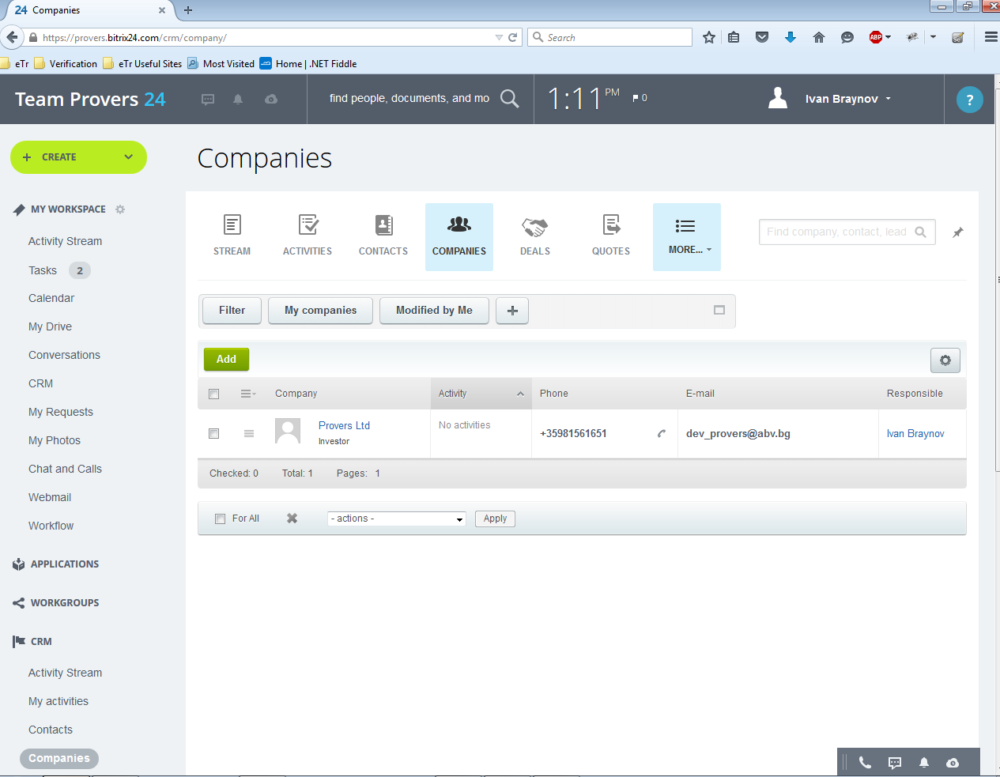 24 Companies
https://provers.bitrix24.com/crm/company/
Search
ABP
eTr Verification eTr Useful Sites Most Visited Home | .NET Fiddle
Team Provers 24
find people, documents, and mo
1:11 PM
0
Ivan Braynov
?
CREATE
Companies
MY WORKSPACE
Activity Stream
Tasks 2
Calendar
My Drive
Conversations
CRM
My Requests
My Photos
Chat and Calls
Webmail
Workflow
APPLICATIONS
WORKGROUPS
CRM
Activity Stream
My activities
Contacts
Companies
STREAM ACTIVITIES CONTACTS COMPANIES DEALS QUOTES MORE...
Find company, contact, lead
Filter My companies Modified by Me
Add
Company Activity Phone E-mail Responsible
Provers Ltd No activities +35981561651 dev_provers@abv.bg Ivan Braynov
Investor
Checked: 0 Total: 1 Pages: 1
For All - actions - Apply